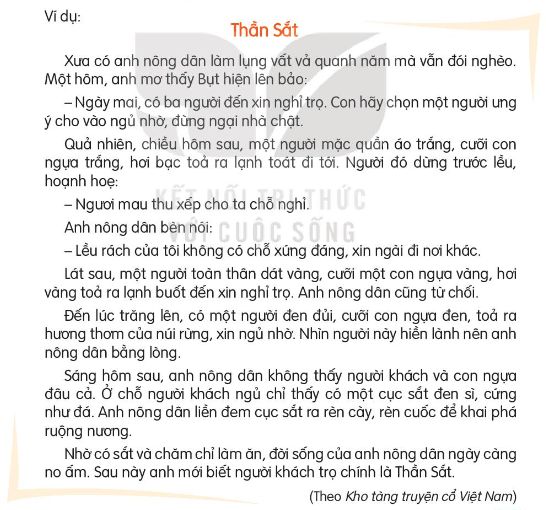 Ví dụ:
Thần Sắt
Xưa có anh nông dân làm lụng vất vả quanh năm mà vẫn đói nghèo.
Một hôm, anh mơ thấy Bụt hiện lên bảo:
– Ngày mai, có ba người đến xin nghỉ trọ. Con hãy chọn một người ưng
ý cho vào ngủ nhờ, đừng ngại nhà chật.
Quả nhiên, chiều hôm sau, một người mặc quần áo trắng, cưỡi con
ngựa trắng, hơi bạc toả ra lạnh toát đi tới. Người đó dừng trước lều,
hoạnh hoẹ:
– Ngươi mau thu xếp cho ta chỗ nghỉ.
Anh nông dân bèn nói:
– Lều rách của tôi không có chỗ xứng đáng, xin ngài đi nơi khác.
Lát sau, một người toàn thân dát vàng, cưỡi một con ngựa vàng, hơi
vàng toả ra lạnh buốt đến xin nghỉ trọ. Anh nông dân cũng từ chối.
Đến lúc trăng lên, có một người đen đủi, cưỡi con ngựa đen, toả ra
hương thơm của núi rừng, xin ngủ nhờ. Nhìn người này hiền lành nên anh
nông dân bằng lòng.
Sáng hôm sau, anh nông dân không thấy người khách và con ngựa
đâu cả. Ở chỗ người khách ngủ chỉ thấy có một cục sắt đen sì, cứng
như đá. Anh nông dân liền đem cục sắt ra rèn cày, rèn cuốc để khai phá
ruộng nương.
Nhờ có sắt và chăm chỉ làm ăn, đời sống của anh nông dân ngày càng
no ấm. Sau này anh mới biết người khách trọ chính là Thần Sắt.
(Theo Kho tàng truyện cổ Việt Nam)
KẾT NỐI TRI THỨC
VỚI CUỘC SỐNG